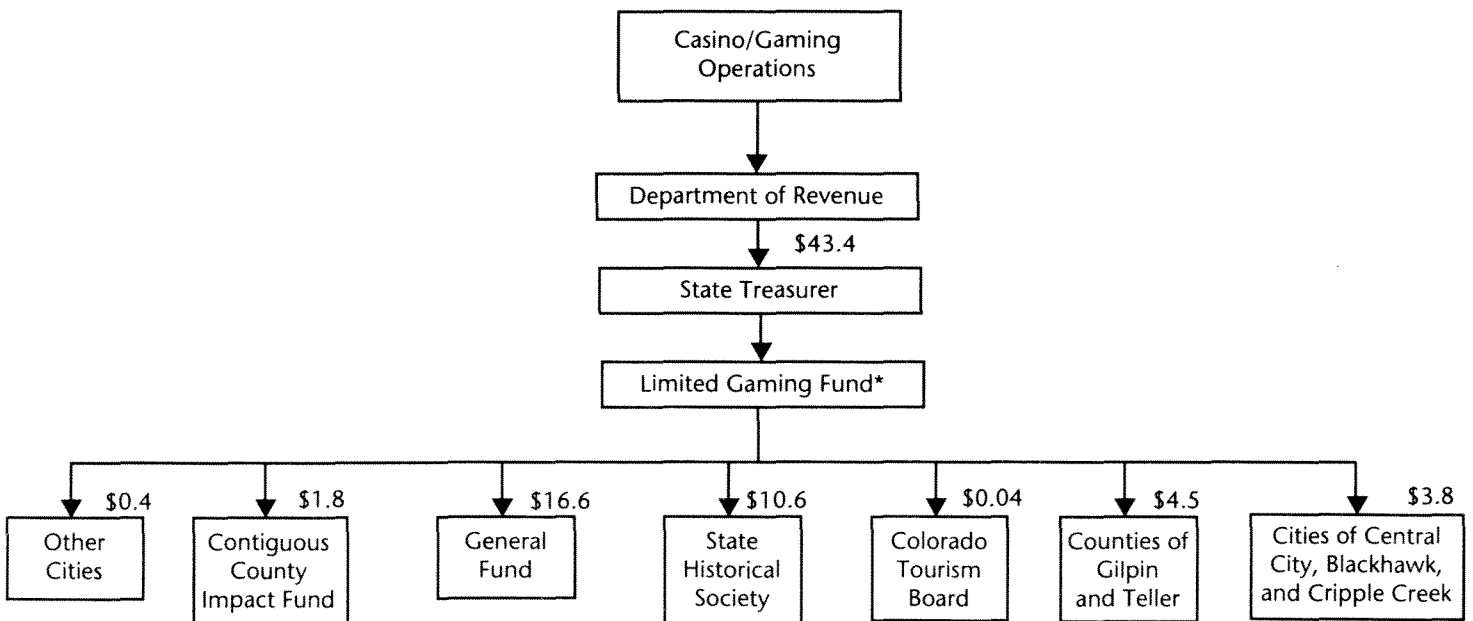 Casino/Gaming
Operations
Department of Revenue
$43.4
State Treasurer
Limited Gaming Fund*
$0.4
Other
Cities
$1.8
Contiguous
County
Impact Fund
$16.6
General
Fund
$10.6
State
Historical
Society
$0.04
Colorado
Tourism
Board
$4.5
Counties of
Gilpin
and Teller
$3.8
Cities of Central
City, Blackhawk,
and Cripple Creek